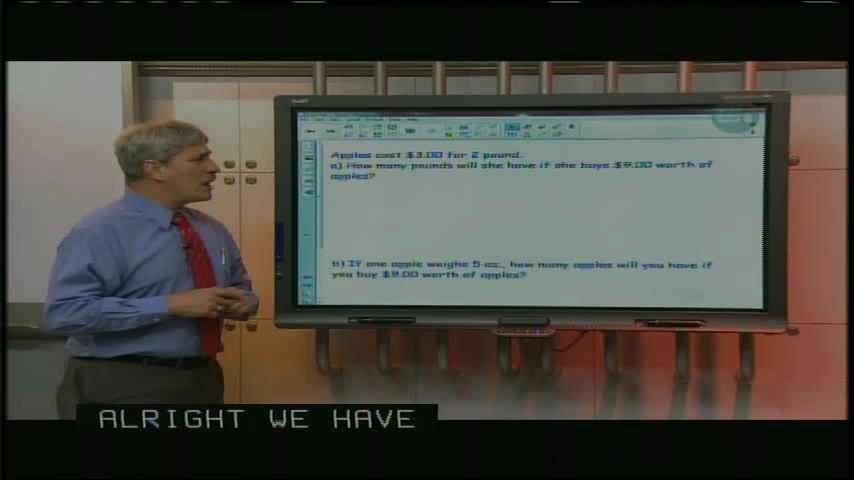 Apples cost $3.00 for 2 pound.
a) How many pounds will she have if she buys $9.00 worth of
apples?
b) If one apple weighs 5 oz., how many apples will you have if
you buy $9.00 worth of apples?
ALRIGHT WE HAVE